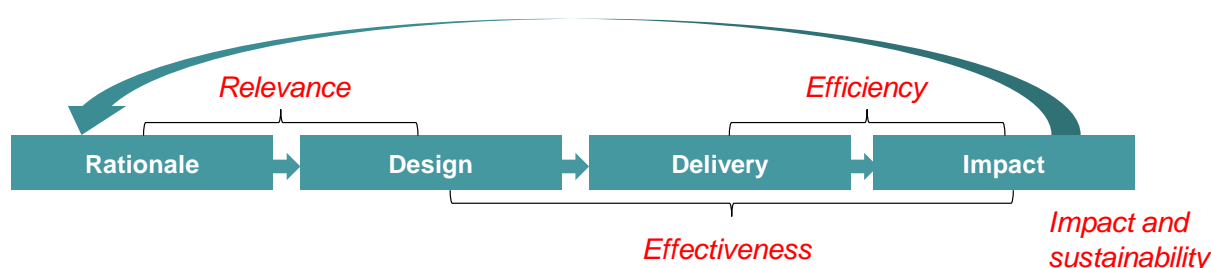 Relevance
Efficiency
Rationale
Design
Delivery
Impact
Effectiveness
Impact and
sustainability